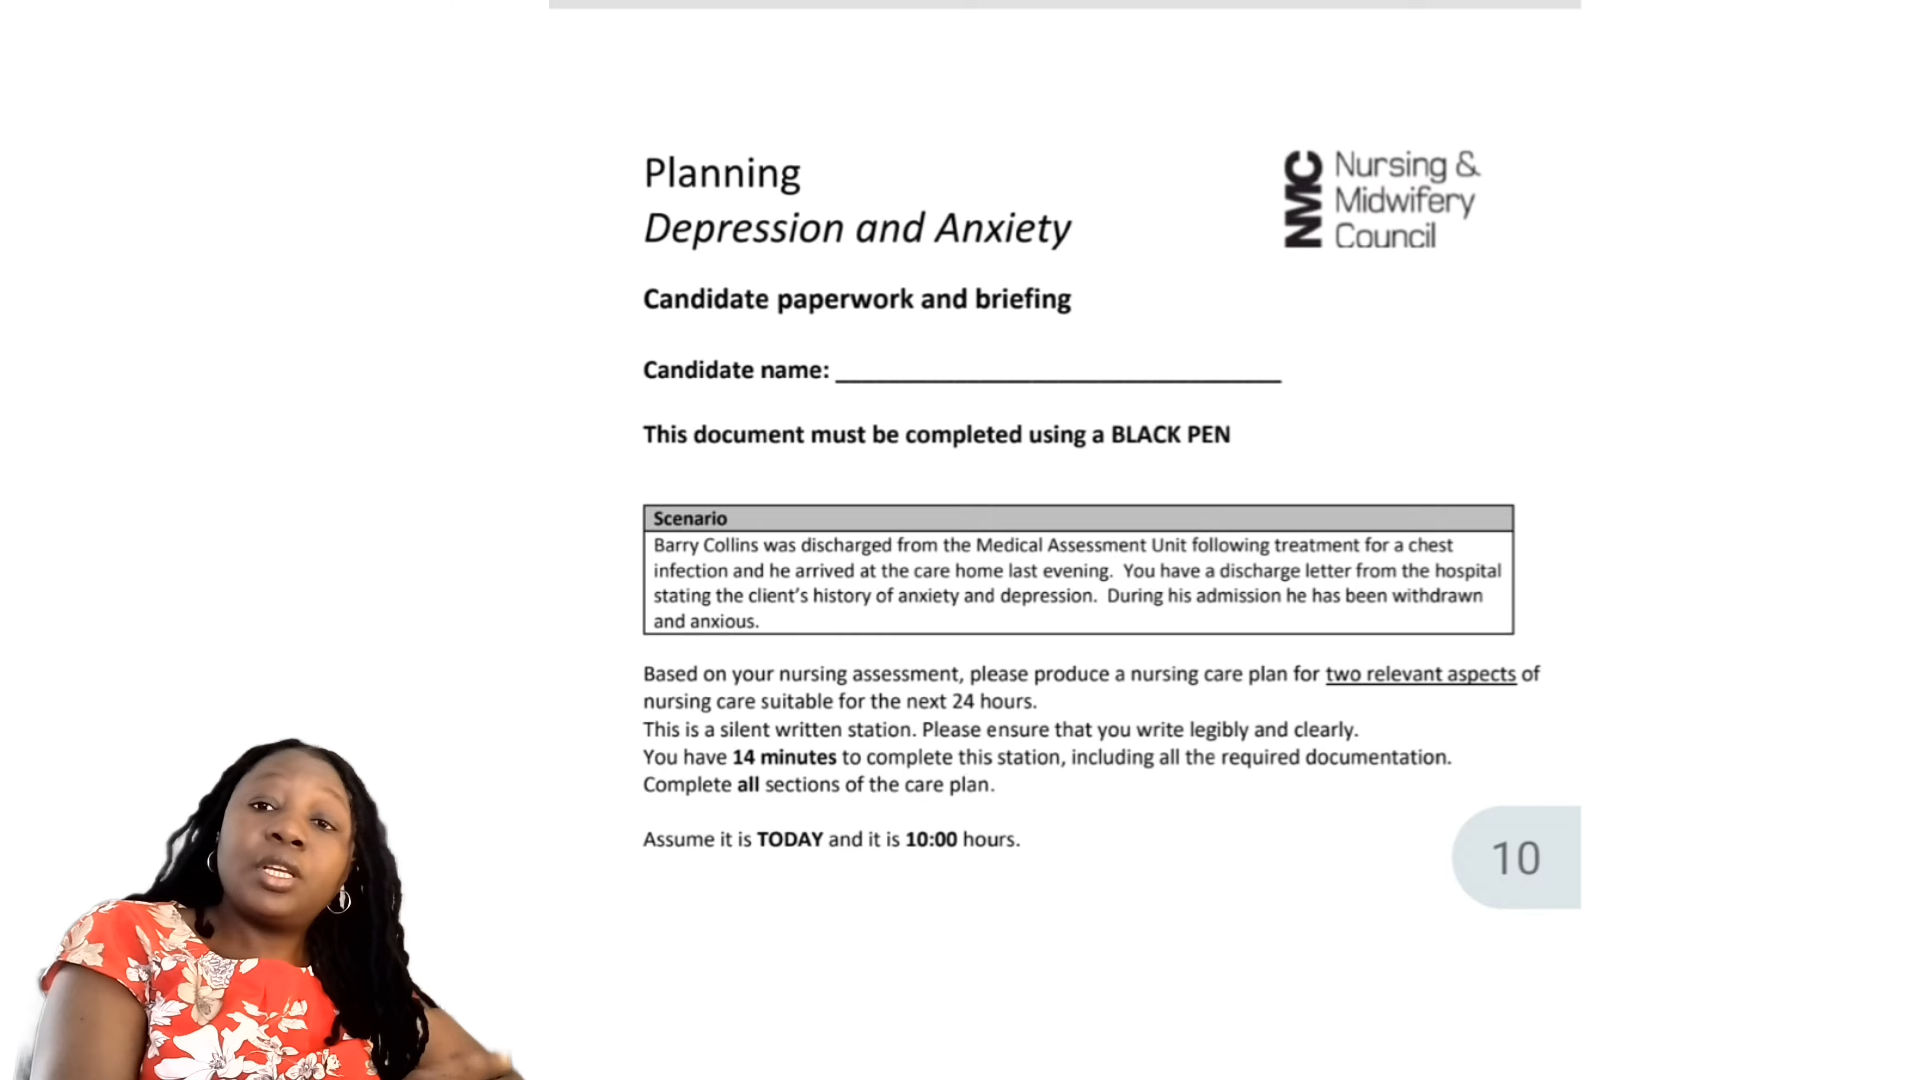 Planning
Depression and Anxiety
NMC
Nursing &
Midwifery
Council
Candidate paperwork and briefing
Candidate name: ___________________________________
This document must be completed using a BLACK PEN
Scenario
Barry Collins was discharged from the Medical Assessment Unit following treatment for a chest
infection and he arrived at the care home last evening.  You have a discharge letter from the hospital
stating the client's history of anxiety and depression.  During his admission he has been withdrawn
and anxious.
Based on your nursing assessment, please produce a nursing care plan for two relevant aspects of
nursing care suitable for the next 24 hours.
This is a silent written station. Please ensure that you write legibly and clearly.
You have 14 minutes to complete this station, including all the required documentation.
Complete all sections of the care plan.
Assume it is TODAY and it is 10:00 hours.
10